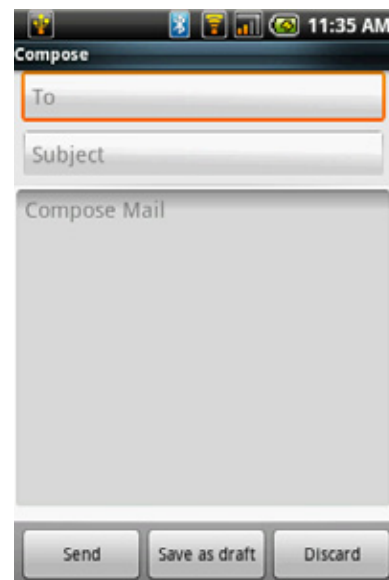 11:35 AM
Compose
To
Subject
Compose Mail
Send Save as draft Discard